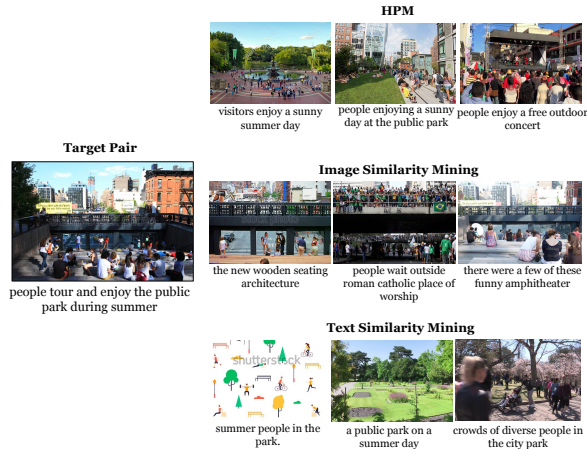 HPM
visitors enjoy a sunny
summer day
people enjoying a sunny
day at the public park
people enjoy a free outdoor
concert
Target Pair
people tour and enjoy the public
park during summer
Image Similarity Mining
the new wooden seating
architecture
people wait outside
roman catholic place of
worship
there were a few of these
funny amphitheater
Text Similarity Mining
shutterstock
summer people in the
park.
a public park on a
summer day
crowds of diverse people in
the city park